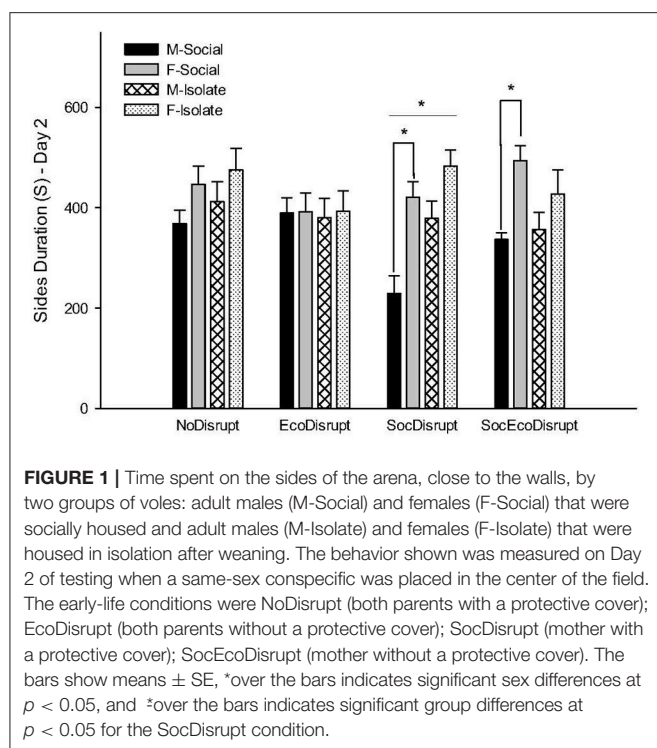 M-Social
F-Social
M-Isolate
F-Isolate
Sides Duration (S) - Day 2
600
400
200
0
*
*
*
NoDisrupt
EcoDisrupt
SocDisrupt
SocEcoDisrupt
FIGURE 1 | Time spent on the sides of the arena, close to the walls, by
two groups of voles: adult males (M-Social) and females (F-Social) that were
socially housed and adult males (M-Isolate) and females (F-Isolate) that were
housed in isolation after weaning. The behavior shown was measured on Day
2 of testing when a same-sex conspecific was placed in the center of the field.
The early-life conditions were NoDisrupt (both parents with a protective cover);
EcoDisrupt (both parents without a protective cover); SocDisrupt (mother with
a protective cover); SocEcoDisrupt (mother without a protective cover). The
bars show means ± SE, *over the bars indicates significant sex differences at
p < 0.05, and *over the bars indicates significant group differences at
p < 0.05 for the SocDisrupt condition.